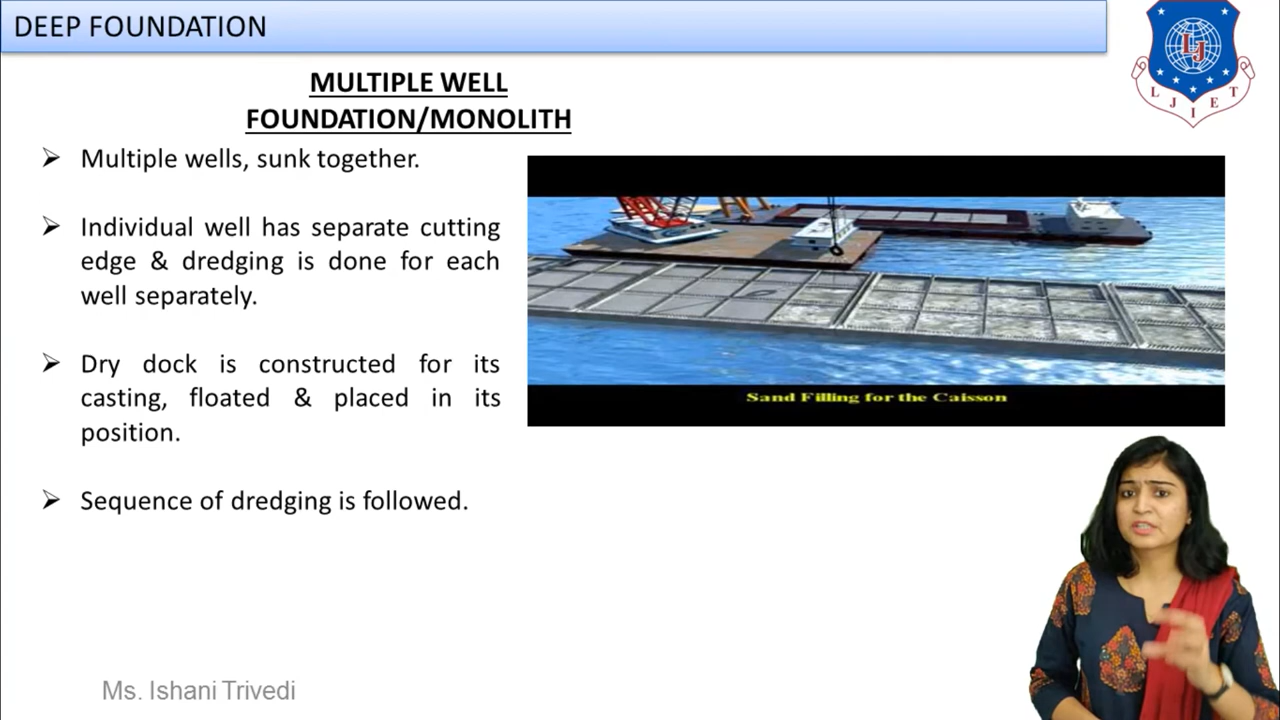 DEEP FOUNDATION
L J I E T
LJ
MULTIPLE WELL
FOUNDATION/MONOLITH
➢ Multiple wells, sunk together.
➢ Individual well has separate cutting
edge & dredging is done for each
well separately.
➢ Dry dock is constructed for its
casting, floated & placed in its
position.
➢ Sequence of dredging is followed.
Sand Filling for the Caisson
Ms. Ishani Trivedi